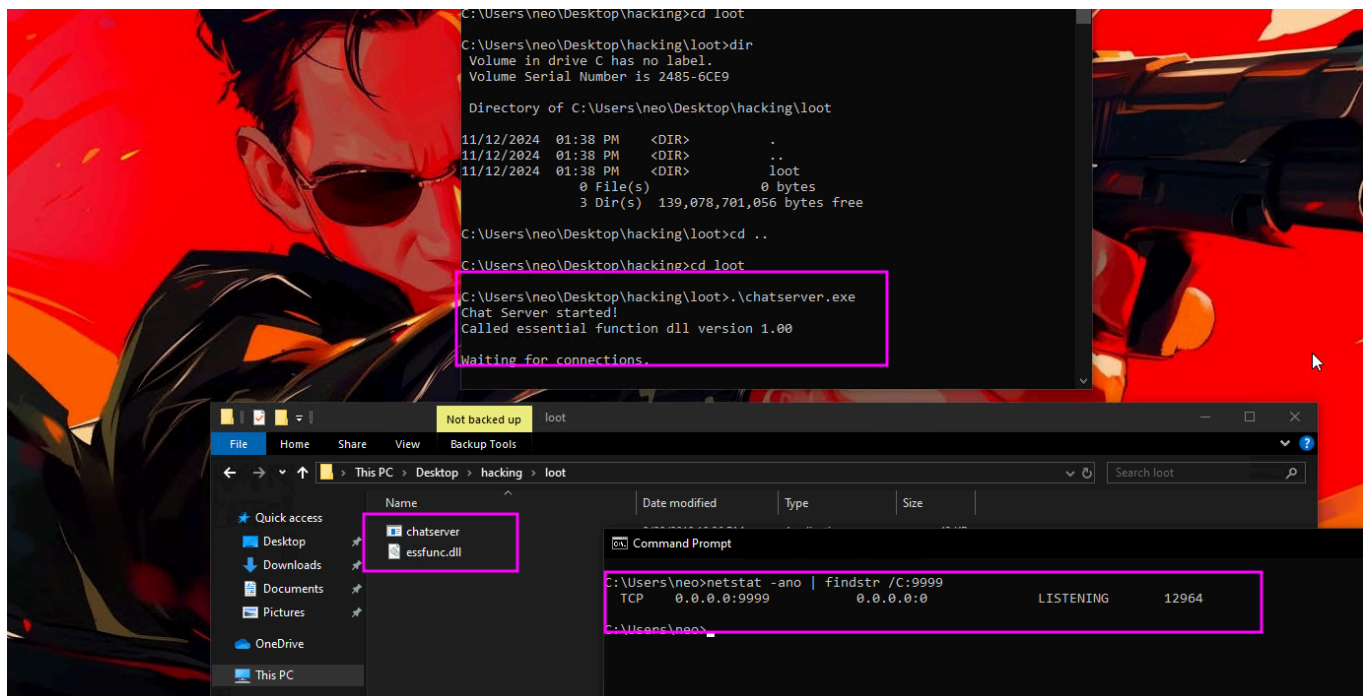 C:\Users\neo\Desktop\hacking>cd loot
C:\Users\neo\Desktop\hacking\loot>dir
Volume in drive C has no label.
Volume Serial Number is 2485-6CE9
Directory of C:\Users\neo\Desktop\hacking\loot
11/12/2024 01:38 PM <DIR> .
11/12/2024 01:38 PM <DIR> ..
11/12/2024 01:38 PM <DIR> loot
0 File(s) 0 bytes
3 Dir(s) 139,078,701,056 bytes free
C:\Users\neo\Desktop\hacking\loot>cd ..
C:\Users\neo\Desktop\hacking>cd loot
C:\Users\neo\Desktop\hacking\loot>.\chatserver.exe
Chat Server started!
Called essential function dll version 1.00
Waiting for connections.
Not backed up loot
File Home Share View Backup Tools
This PC > Desktop > hacking > loot Search loot
Name Date modified Type Size
Quick access
Desktop
Downloads
Documents
Pictures
OneDrive
This PC
chatserver
essfunc.dll
Command Prompt
C:\Users\neo>netstat -ano | findstr /C:9999
TCP 0.0.0.0:9999 0.0.0.0:0 LISTENING 12964
C:\Users\neo>